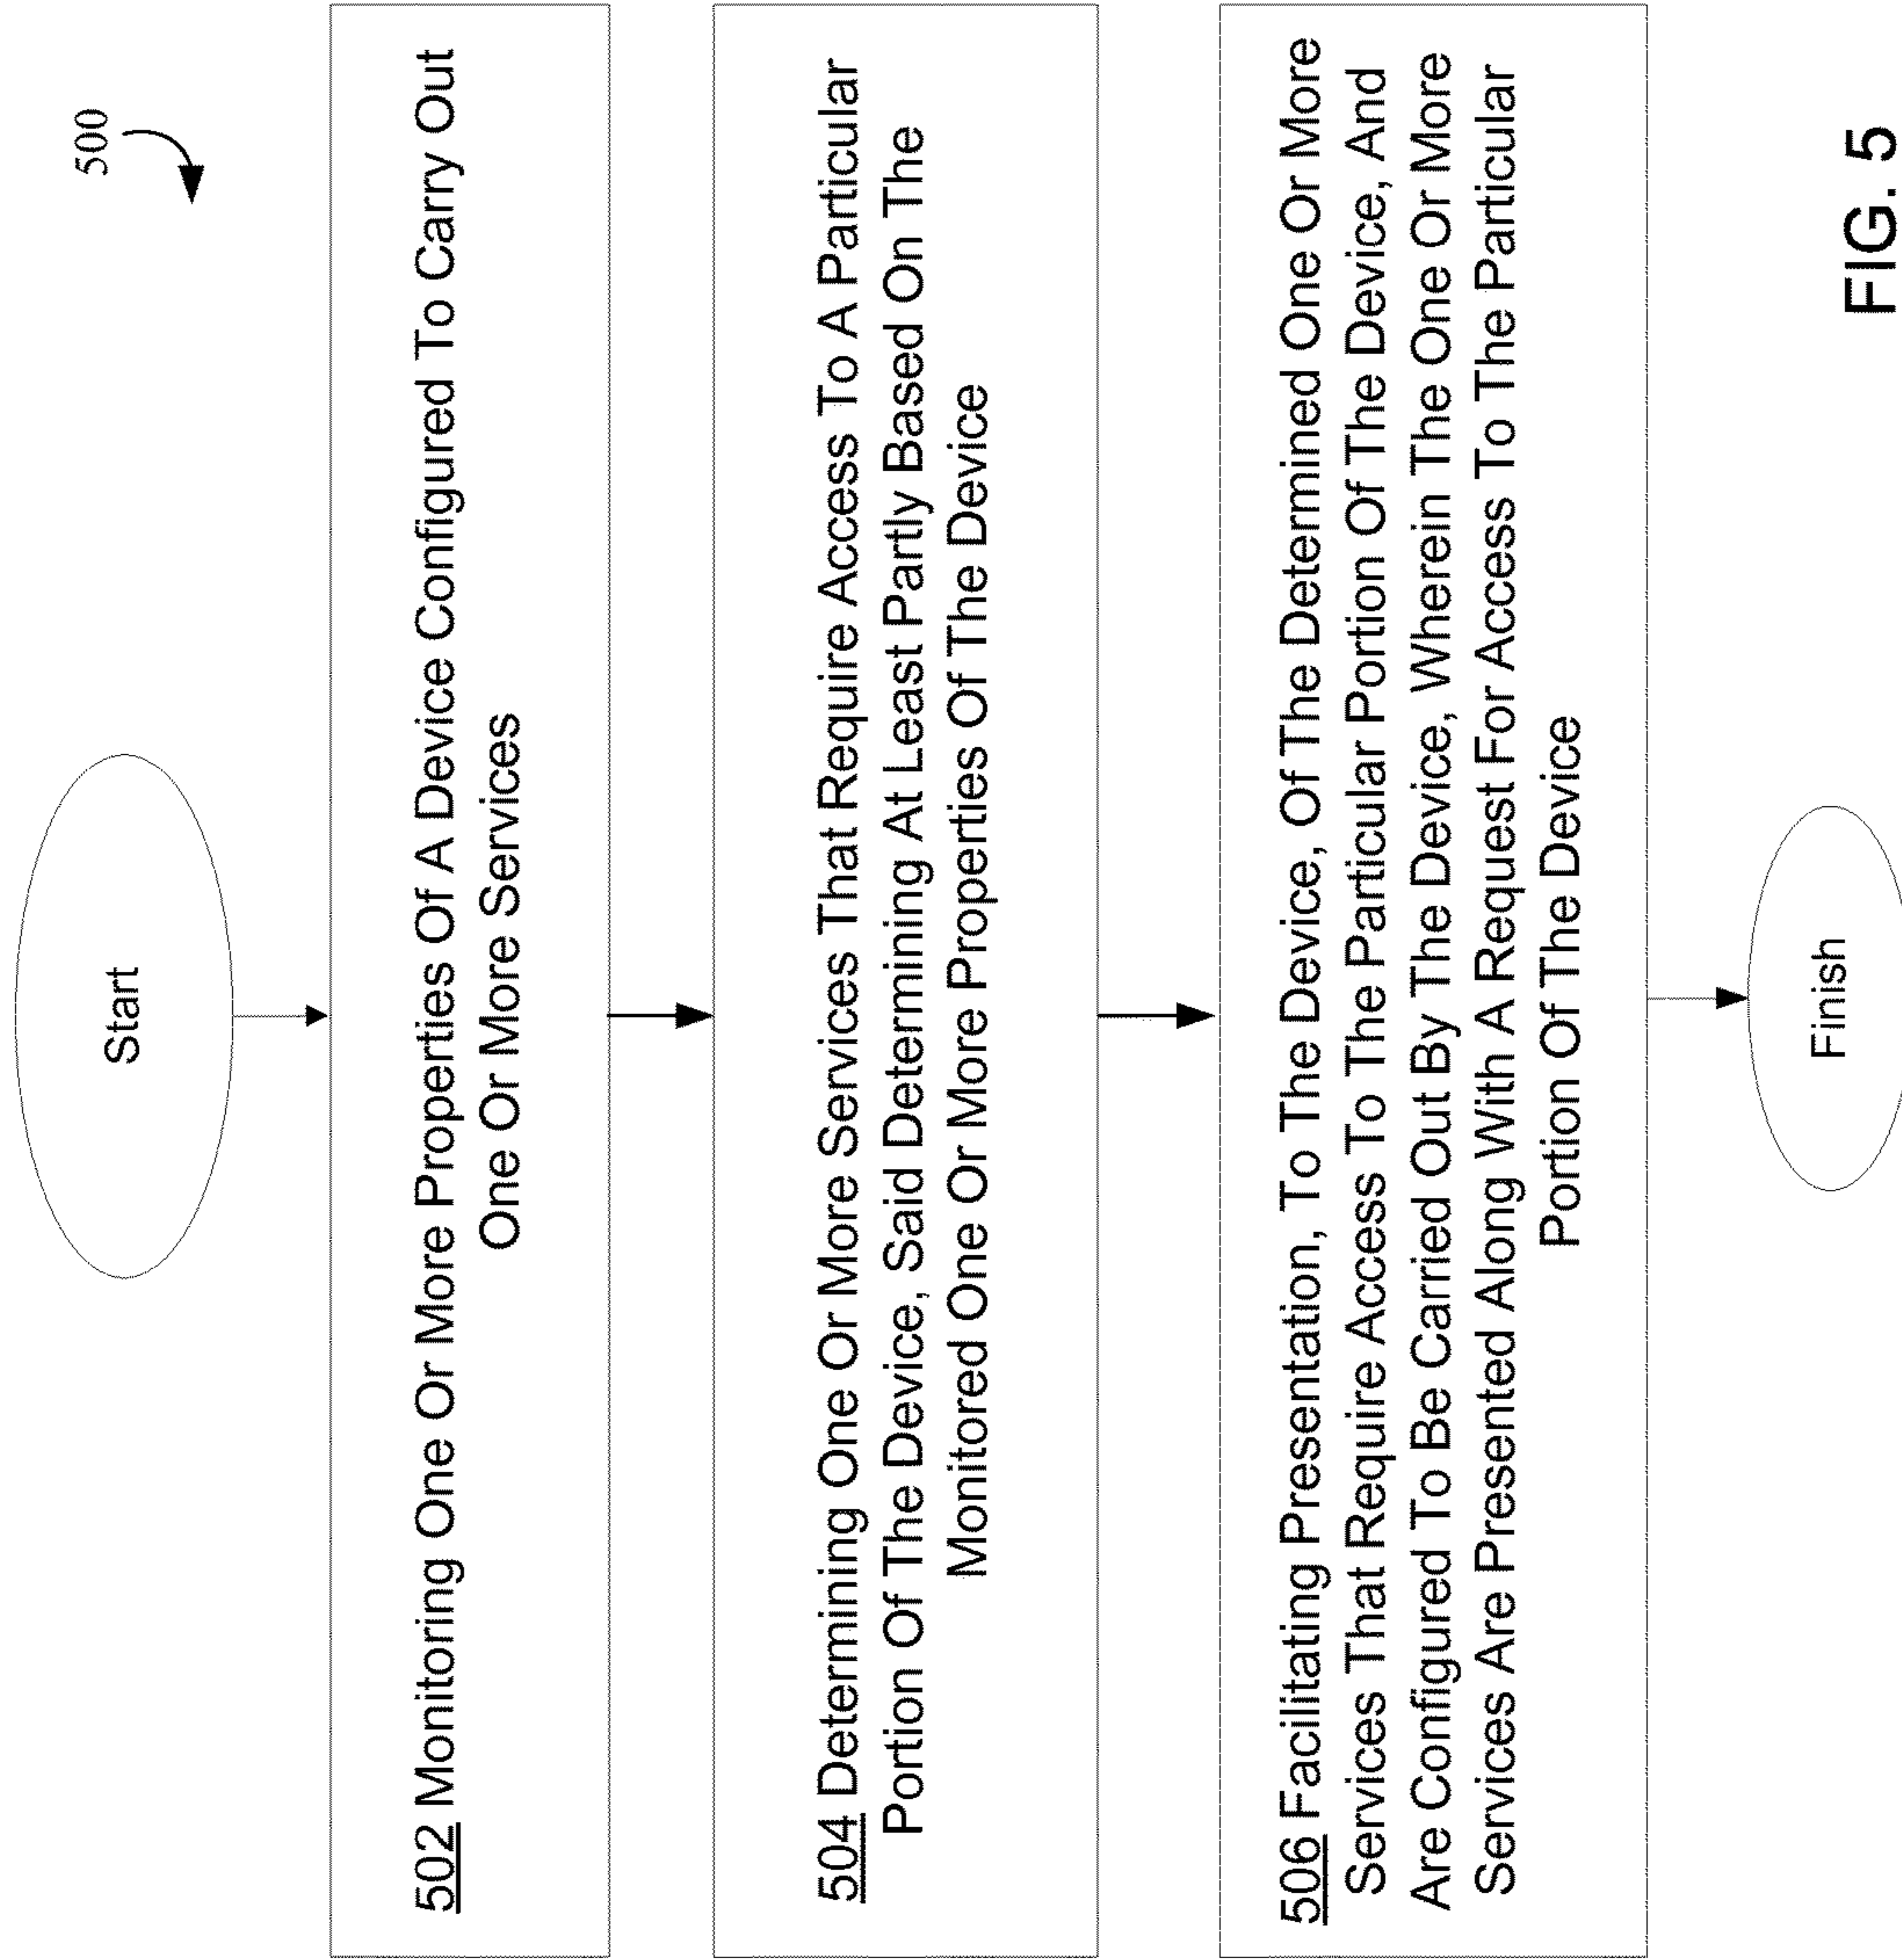 500
Start
502 Monitoring One Or More Properties Of A Device Configured To Carry Out
One Or More Services
504 Determining One Or More Services That Require Access To A Particular
Portion Of The Device, Said Determining At Least Partly Based On The
Monitored One Or More Properties Of The Device
506 Facilitating Presentation, To The Device, Of The Determined One Or More
Services That Require Access To The Particular Portion Of The Device, And
Are Configured To Be Carried Out By The Device, Wherein The One Or More
Services Are Presented Along With A Request For Access To The Particular
Portion Of The Device
Finish
FIG. 5